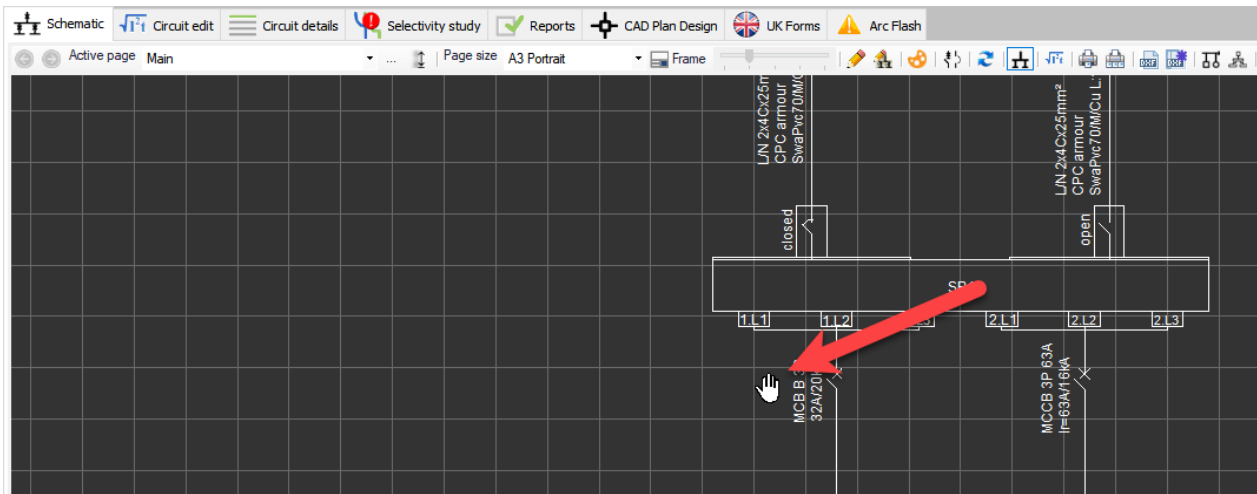 Schematic Circuit edit Circuit details Selectivity study Reports CAD Plan Design UK Forms Arc Flash
Active page Main ... Page size A3 Portrait Frame
L/N 2x4Cx25m
CPC armour
SwaPvc70/M/C
L/N 2x4Cx25mm²
CPC armour
SwaPvc70/M/Cu L:
closed
open
1.L1 1.L2 2.L1 2.L2 2.L3
MCB B
32A/20
MCCB 3P 63A
Ir=63A/16kA